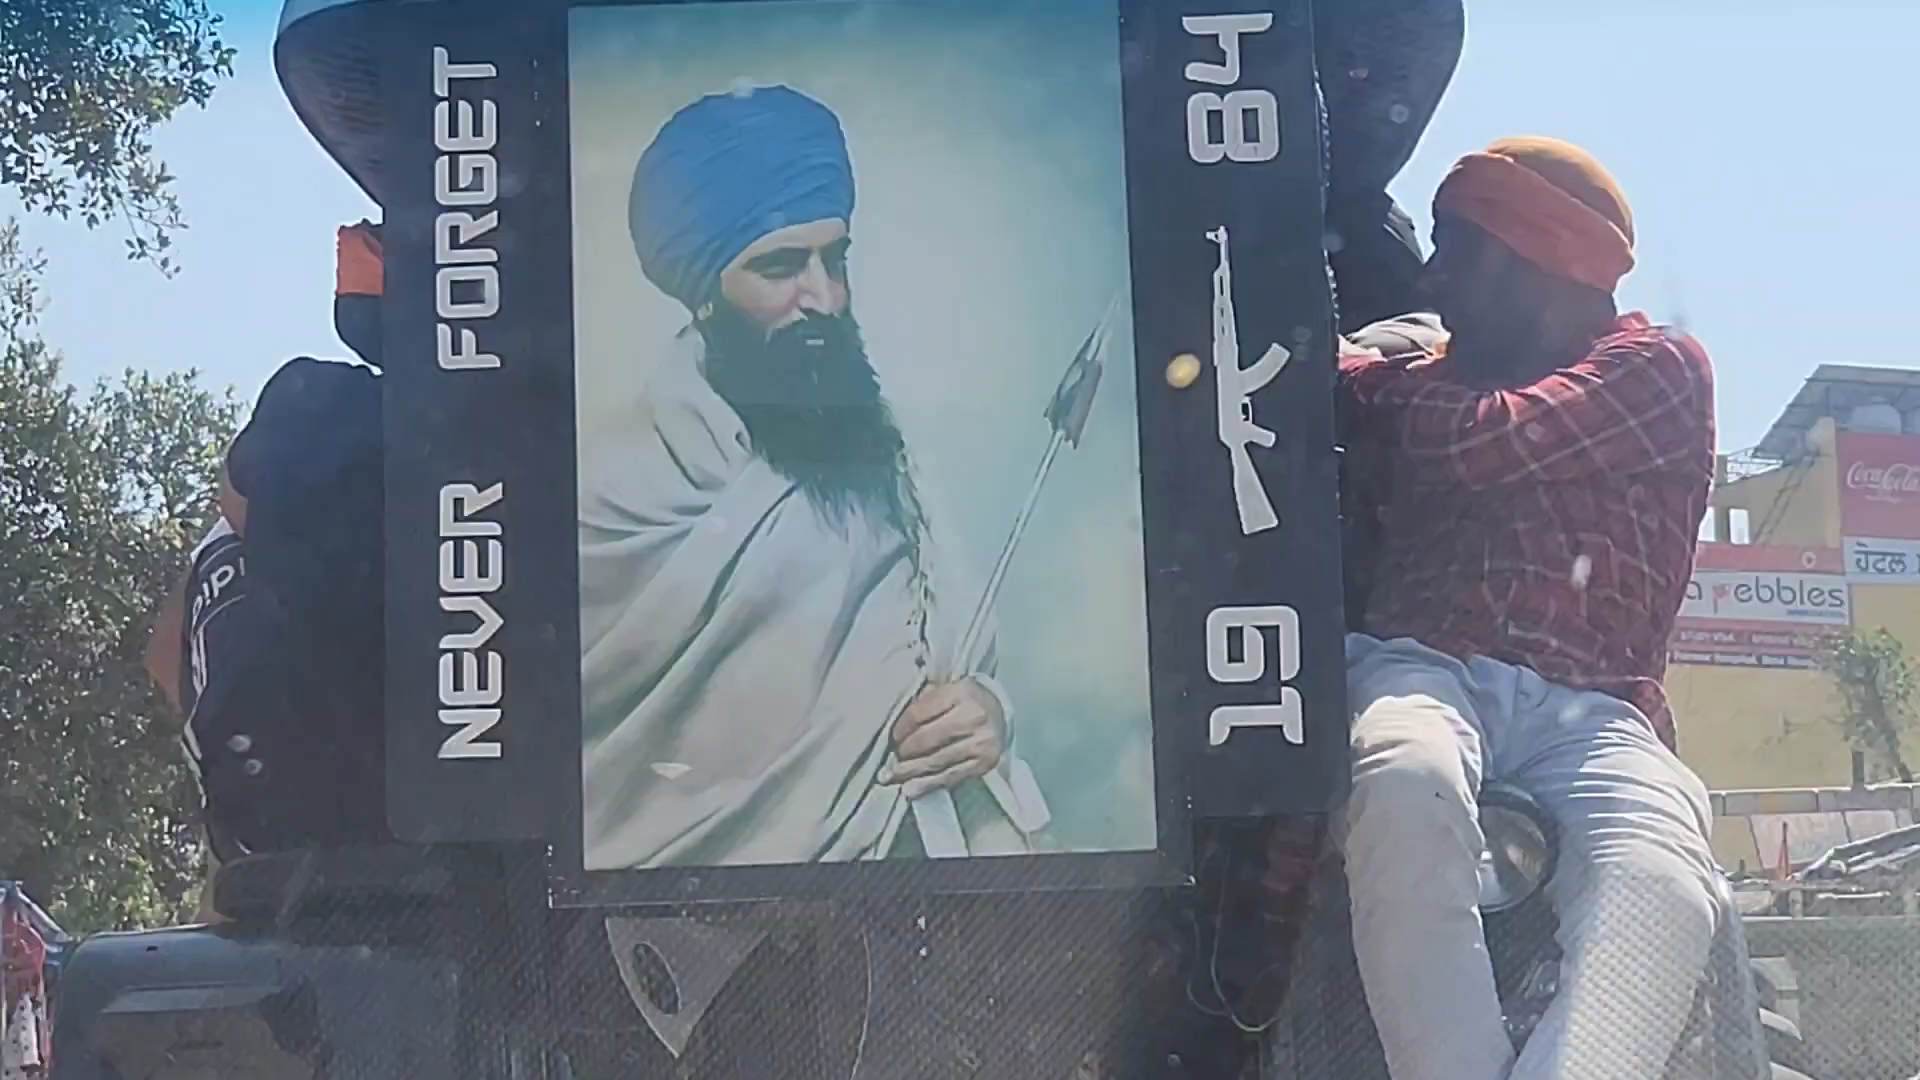 NEVER FORGET
1984
Coca-Cola
ਹੋਟਲ
a Pebbles